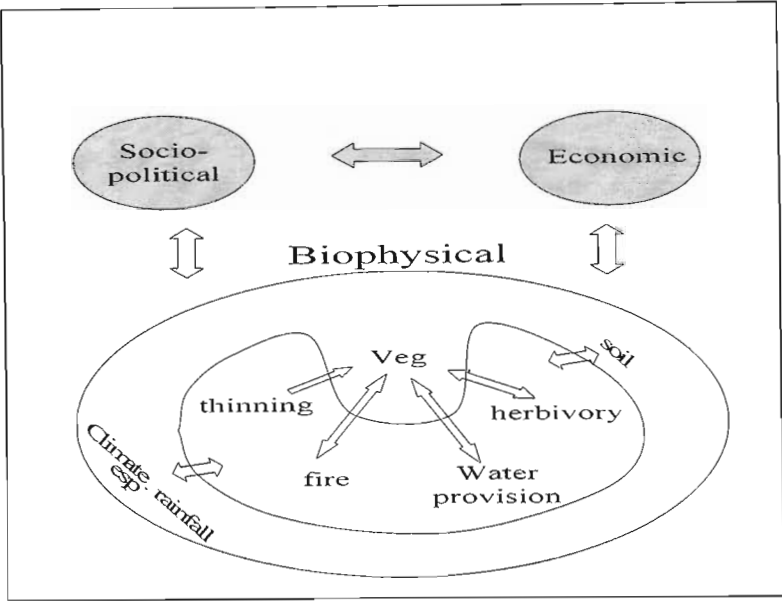 Socio-
political
Economic
Biophysical
Veg
soil
thinning
herbivory
Climate
esp. rainfall
fire
Water
provision